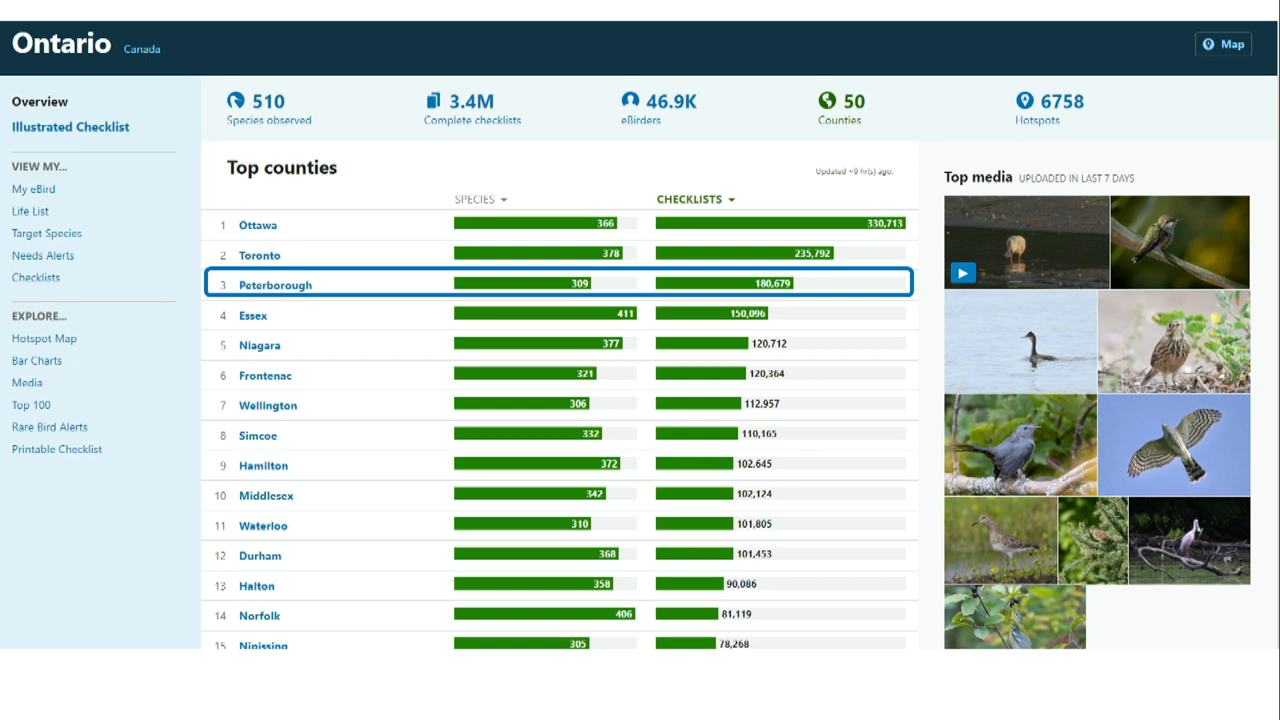 Ontario Canada
Map
Overview
Illustrated Checklist
VIEW MY...
My eBird
Life List
Target Species
Needs Alerts
Checklists
EXPLORE...
Hotspot Map
Bar Charts
Media
Top 100
Rare Bird Alerts
Printable Checklist
510
Species observed
3.4M
Complete checklists
46.9K
eBirders
50
Counties
6758
Hotspots
Top counties
Updated ~9 hr(s) ago.
SPECIES CHECKLISTS
1 Ottawa 366 330,713
2 Toronto 378 235,792
3 Peterborough 309 180,679
4 Essex 411 150,096
5 Niagara 377 120,712
6 Frontenac 321 120,364
7 Wellington 306 112,957
8 Simcoe 332 110,165
9 Hamilton 372 102,645
10 Middlesex 342 102,124
11 Waterloo 310 101,805
12 Durham 368 101,453
13 Halton 358 90,086
14 Norfolk 406 81,119
15 Nipissing 305 78,268
Top media UPLOADED IN LAST 7 DAYS